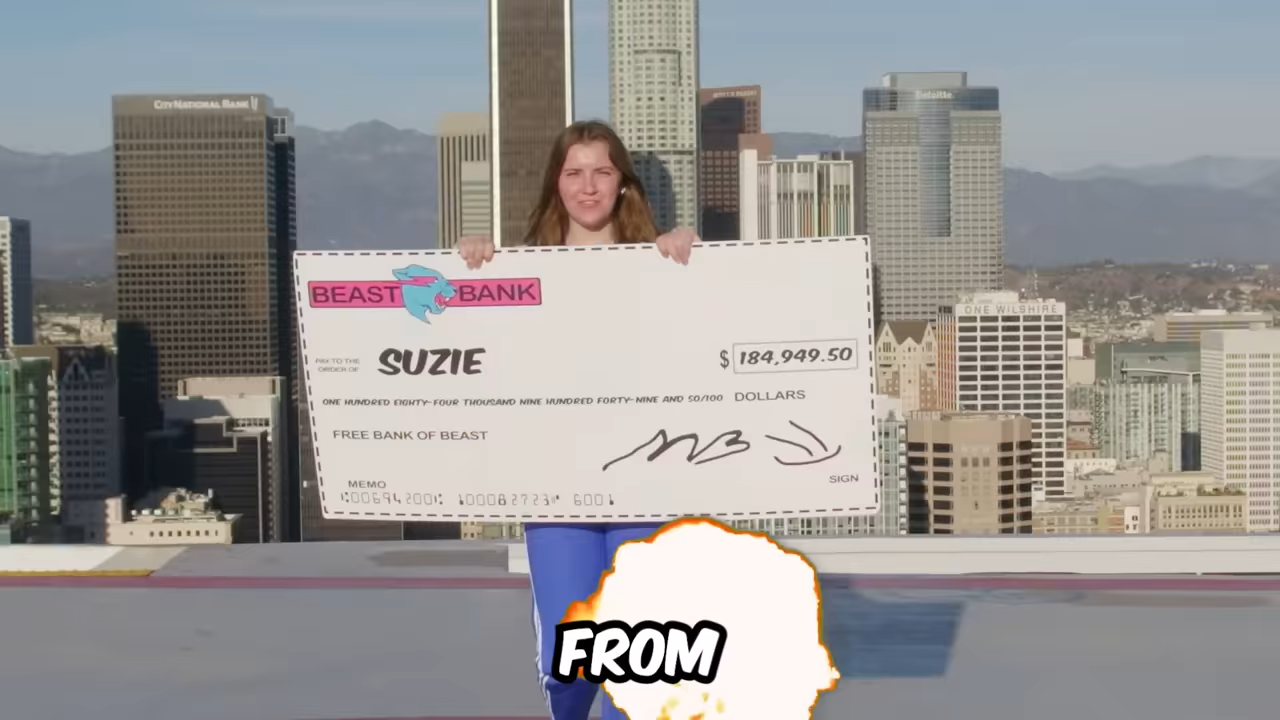 CITY NATIONAL BANK
Deloitte
ONE WILSHIRE
BEAST BANK
PAY TO THE
ORDER OF
SUZIE
$ 184,949.50
ONE HUNDRED EIGHTY-FOUR THOUSAND NINE HUNDRED FORTY-NINE AND 50/100 DOLLARS
FREE BANK OF BEAST
SIGN
MEMO
FROM